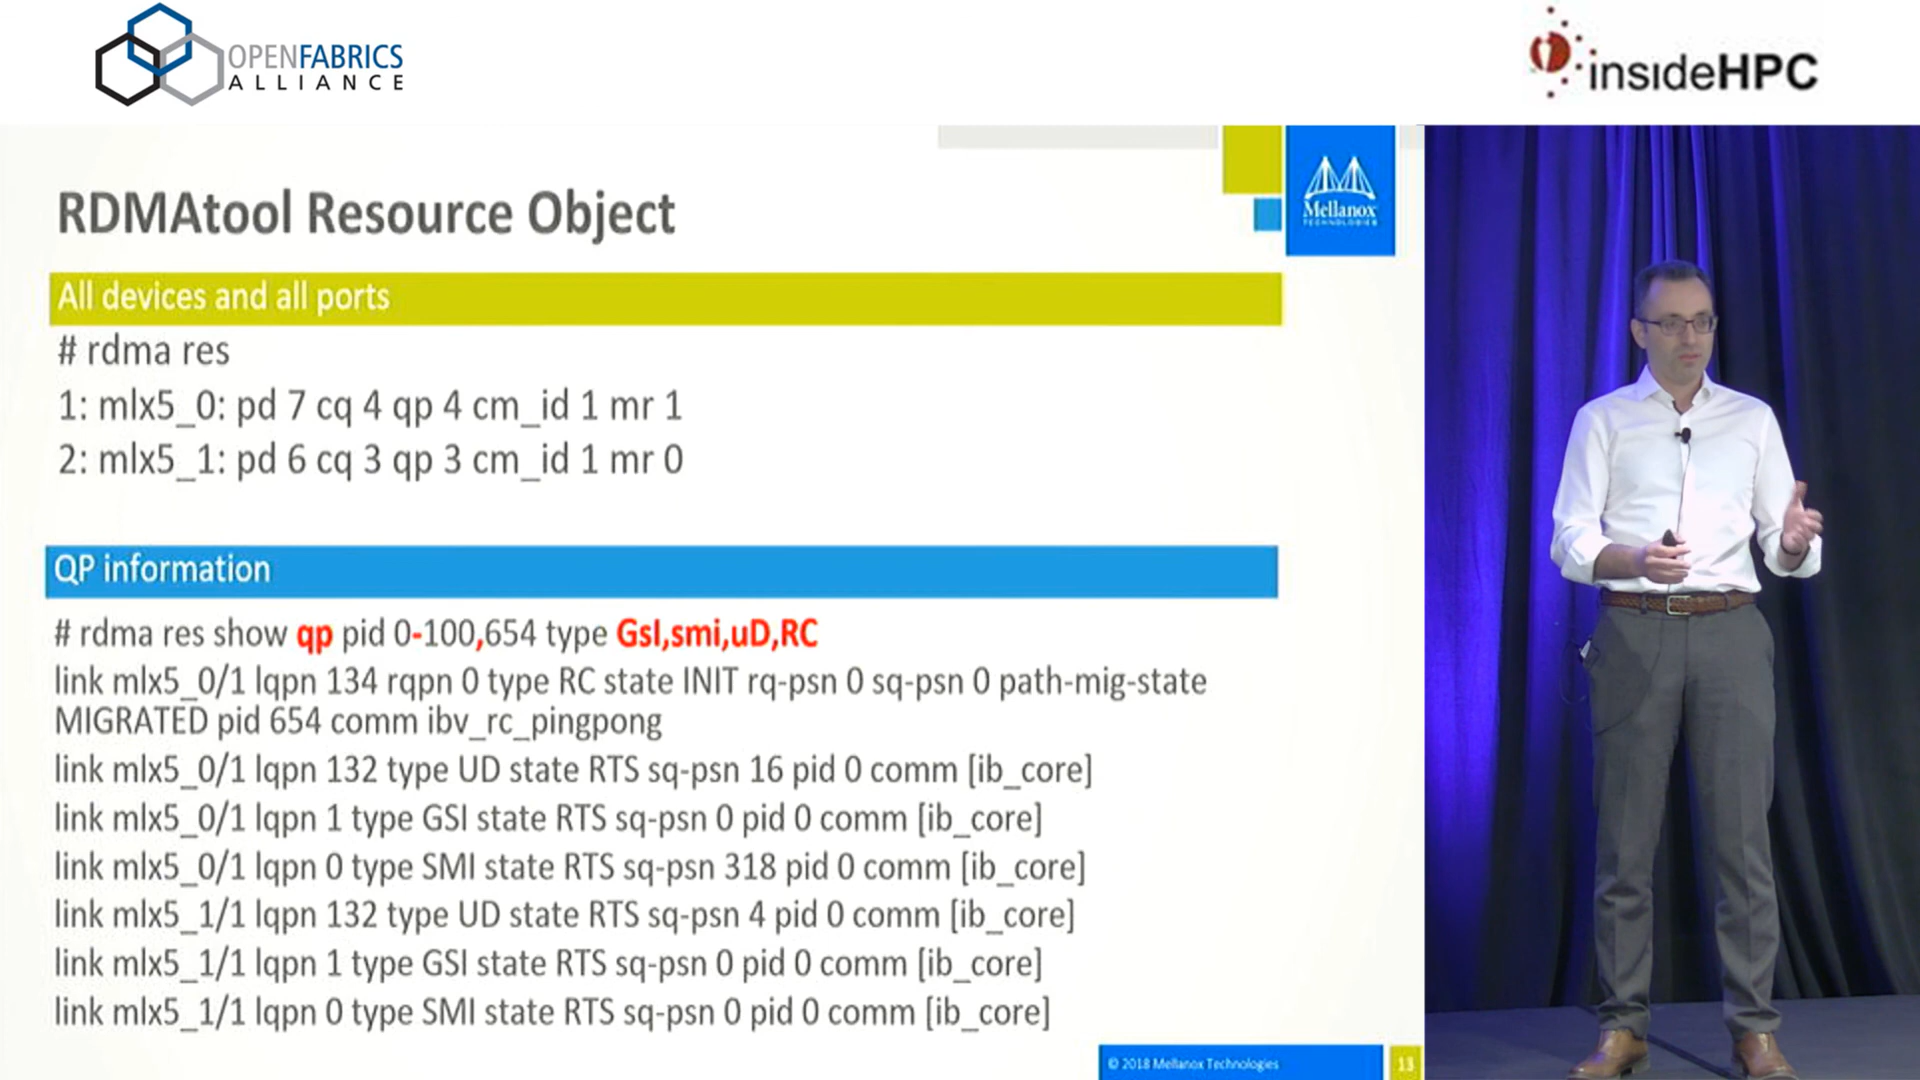 OPENFABRICS
ALLIANCE
insideHPC
Mellanox
TECHNOLOGIES
RDMAtool Resource Object
All devices and all ports
# rdma res
1: mlx5_0: pd 7 cq 4 qp 4 cm_id 1 mr 1
2: mlx5_1: pd 6 cq 3 qp 3 cm_id 1 mr 0
QP information
# rdma res show qp pid 0-100,654 type GsI,smi,uD,RC
link mlx5_0/1 lqpn 134 rqpn 0 type RC state INIT rq-psn 0 sq-psn 0 path-mig-state
MIGRATED pid 654 comm ibv_rc_pingpong
link mlx5_0/1 lqpn 132 type UD state RTS sq-psn 16 pid 0 comm [ib_core]
link mlx5_0/1 lqpn 1 type GSI state RTS sq-psn 0 pid 0 comm [ib_core]
link mlx5_0/1 lqpn 0 type SMI state RTS sq-psn 318 pid 0 comm [ib_core]
link mlx5_1/1 lqpn 132 type UD state RTS sq-psn 4 pid 0 comm [ib_core]
link mlx5_1/1 lqpn 1 type GSI state RTS sq-psn 0 pid 0 comm [ib_core]
link mlx5_1/1 lqpn 0 type SMI state RTS sq-psn 0 pid 0 comm [ib_core]
© 2018 Mellanox Technologies
13